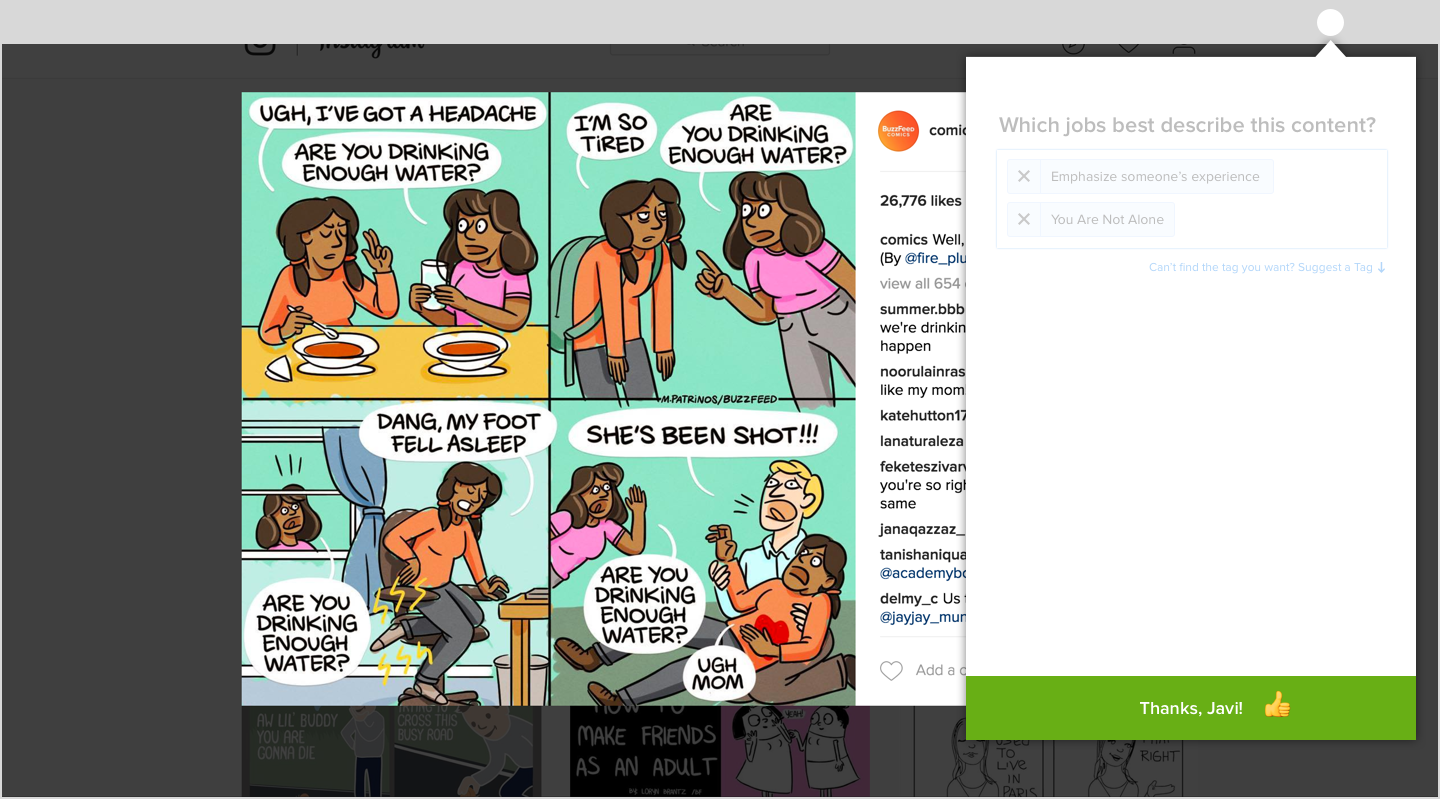 Search
UGH, I'VE GOT A HEADACHE
ARE YOU DRINKING
ENOUGH WATER?
I'M SO
TIRED
ARE
YOU DRINKING
ENOUGH WATER?
M.PATRINOS/BUZZFEED
DANG, MY FOOT
FELL ASLEEP
ARE YOU
DRINKING
ENOUGH
WATER?
SHE'S BEEN SHOT!!!
ARE YOU
DRINKING
ENOUGH
WATER?
UGH
MOM
BuzzFeed
COMICS
26,776 likes
comics Well,
(By @fire_plu
view all 654
summer.bbb
we're drinkin
happen
noorulainras
like my mom
katehutton17
lanaturaleza
feketeszivarv
you're so righ
same
janaqazzaz_
tanishaniqua
@academybo
delmy_c Us
@jayjay_mun
Add a c
Which jobs best describe this content?
Emphasize someone's experience
You Are Not Alone
Can't find the tag you want? Suggest a Tag
Thanks, Javi!
AW LIL' BUDDY
YOU ARE
GONNA DIE
CROSS THIS
BUSY ROAD
HOW TO
MAKE FRIENDS
AS AN ADULT
YEAH!
USED
TO
LIVE
IN
PARIS
THAT
RIGHT